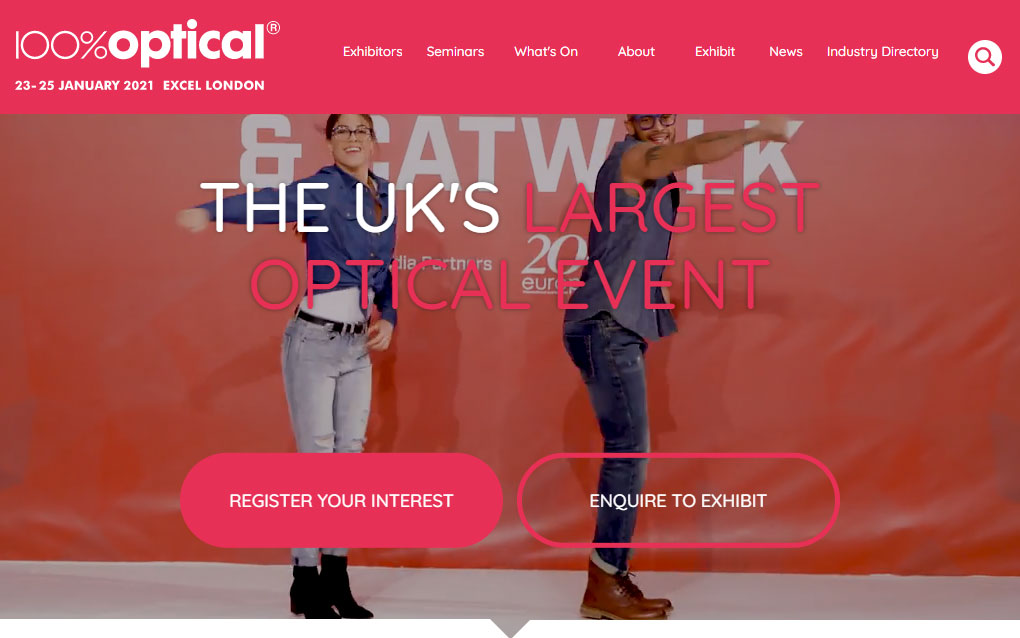 100%optical®
23-25 JANUARY 2021 EXCEL LONDON
Exhibitors Seminars What's On About Exhibit News Industry Directory
& CATWALK
THE UK'S LARGEST
dia Partners 20
OPTICAL EVENT
euro
REGISTER YOUR INTEREST ENQUIRE TO EXHIBIT